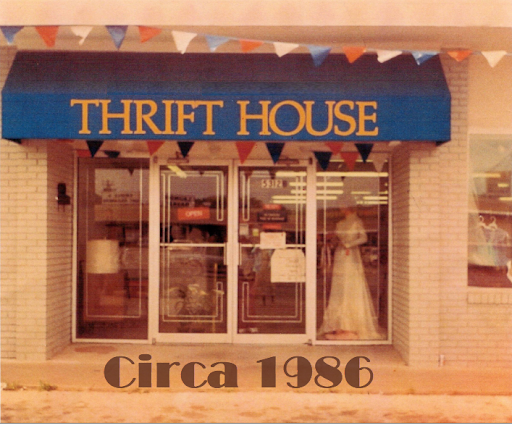 THRIFT HOUSE
OPEN
Circa 1986